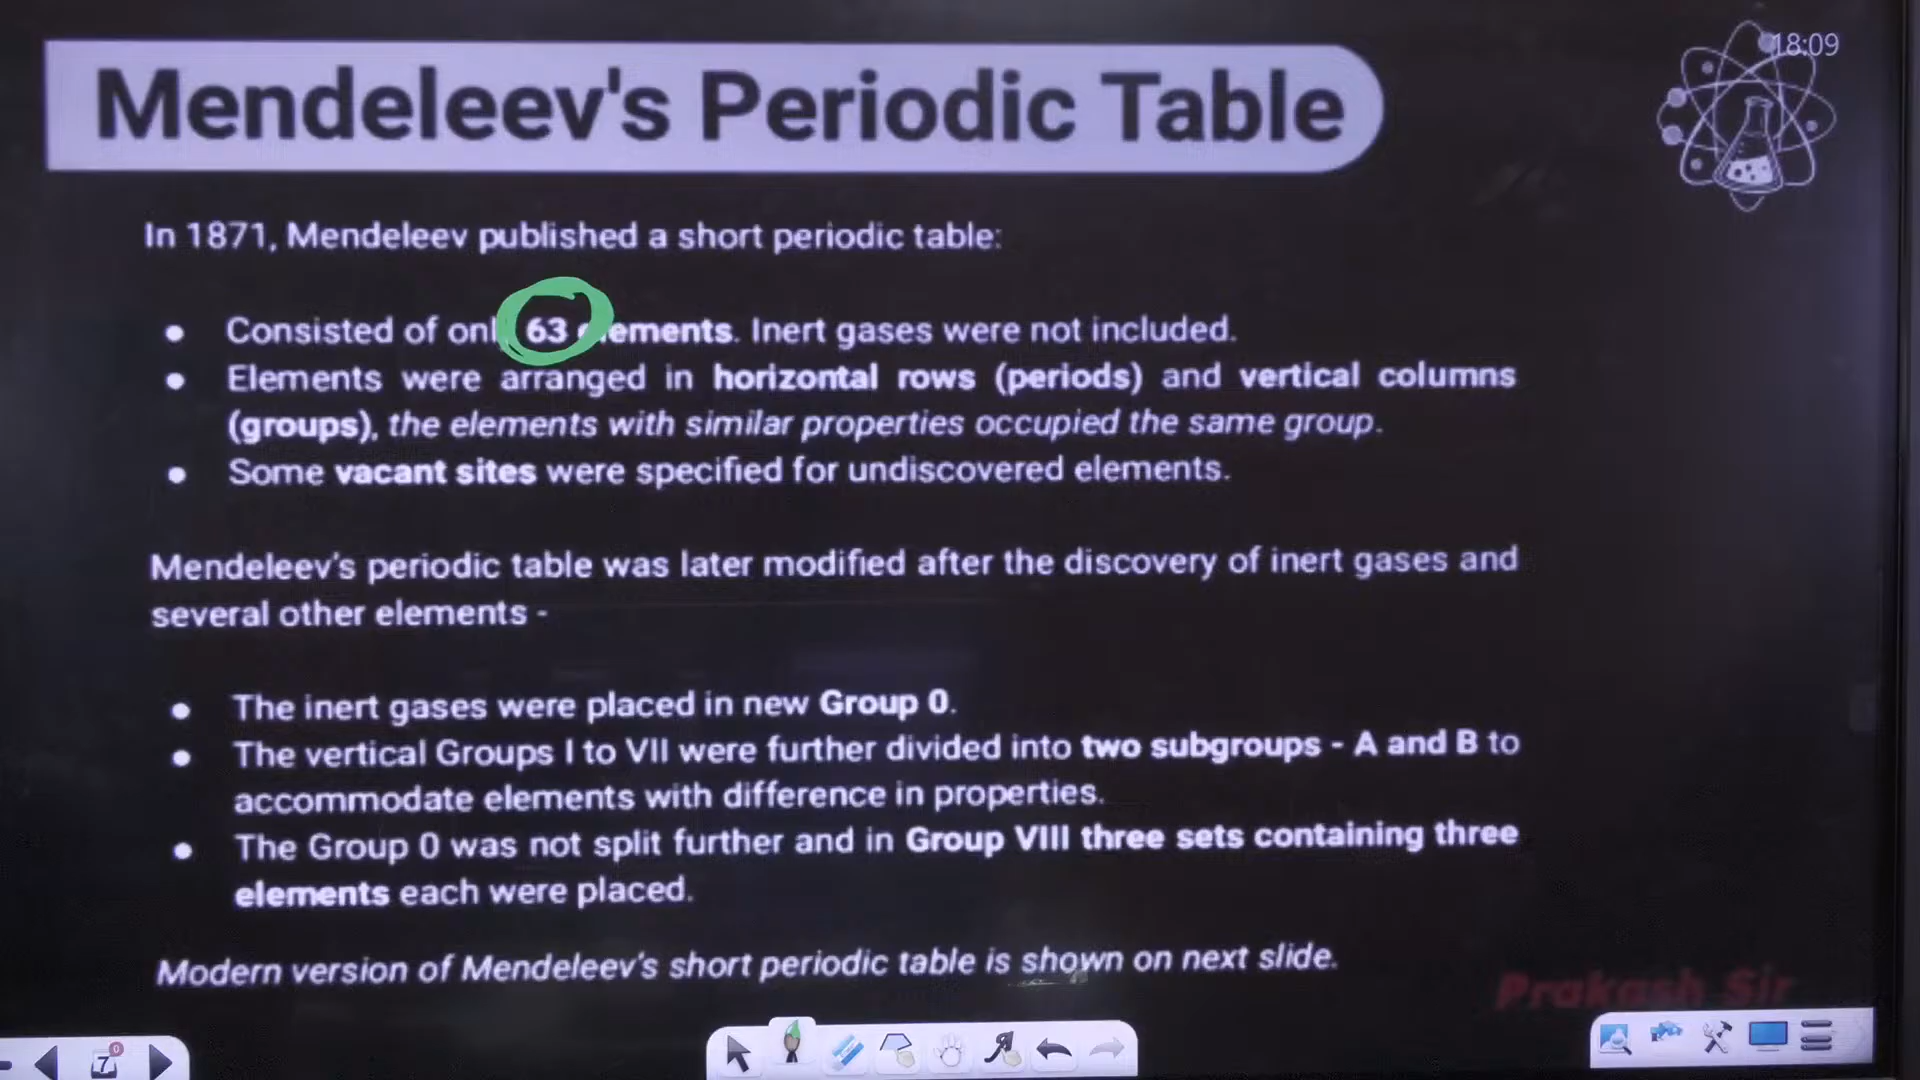 18:09
Mendeleev's Periodic Table
In 1871, Mendeleev published a short periodic table:
● Consisted of onl 63 elements. Inert gases were not included.
● Elements were arranged in horizontal rows (periods) and vertical columns
(groups), the elements with similar properties occupied the same group.
● Some vacant sites were specified for undiscovered elements.
Mendeleev's periodic table was later modified after the discovery of inert gases and
several other elements -
● The inert gases were placed in new Group 0.
● The vertical Groups I to VII were further divided into two subgroups - A and B to
accommodate elements with difference in properties.
● The Group 0 was not split further and in Group VIII three sets containing three
elements each were placed.
Modern version of Mendeleev's short periodic table is shown on next slide.
Prakash Sir
7
0